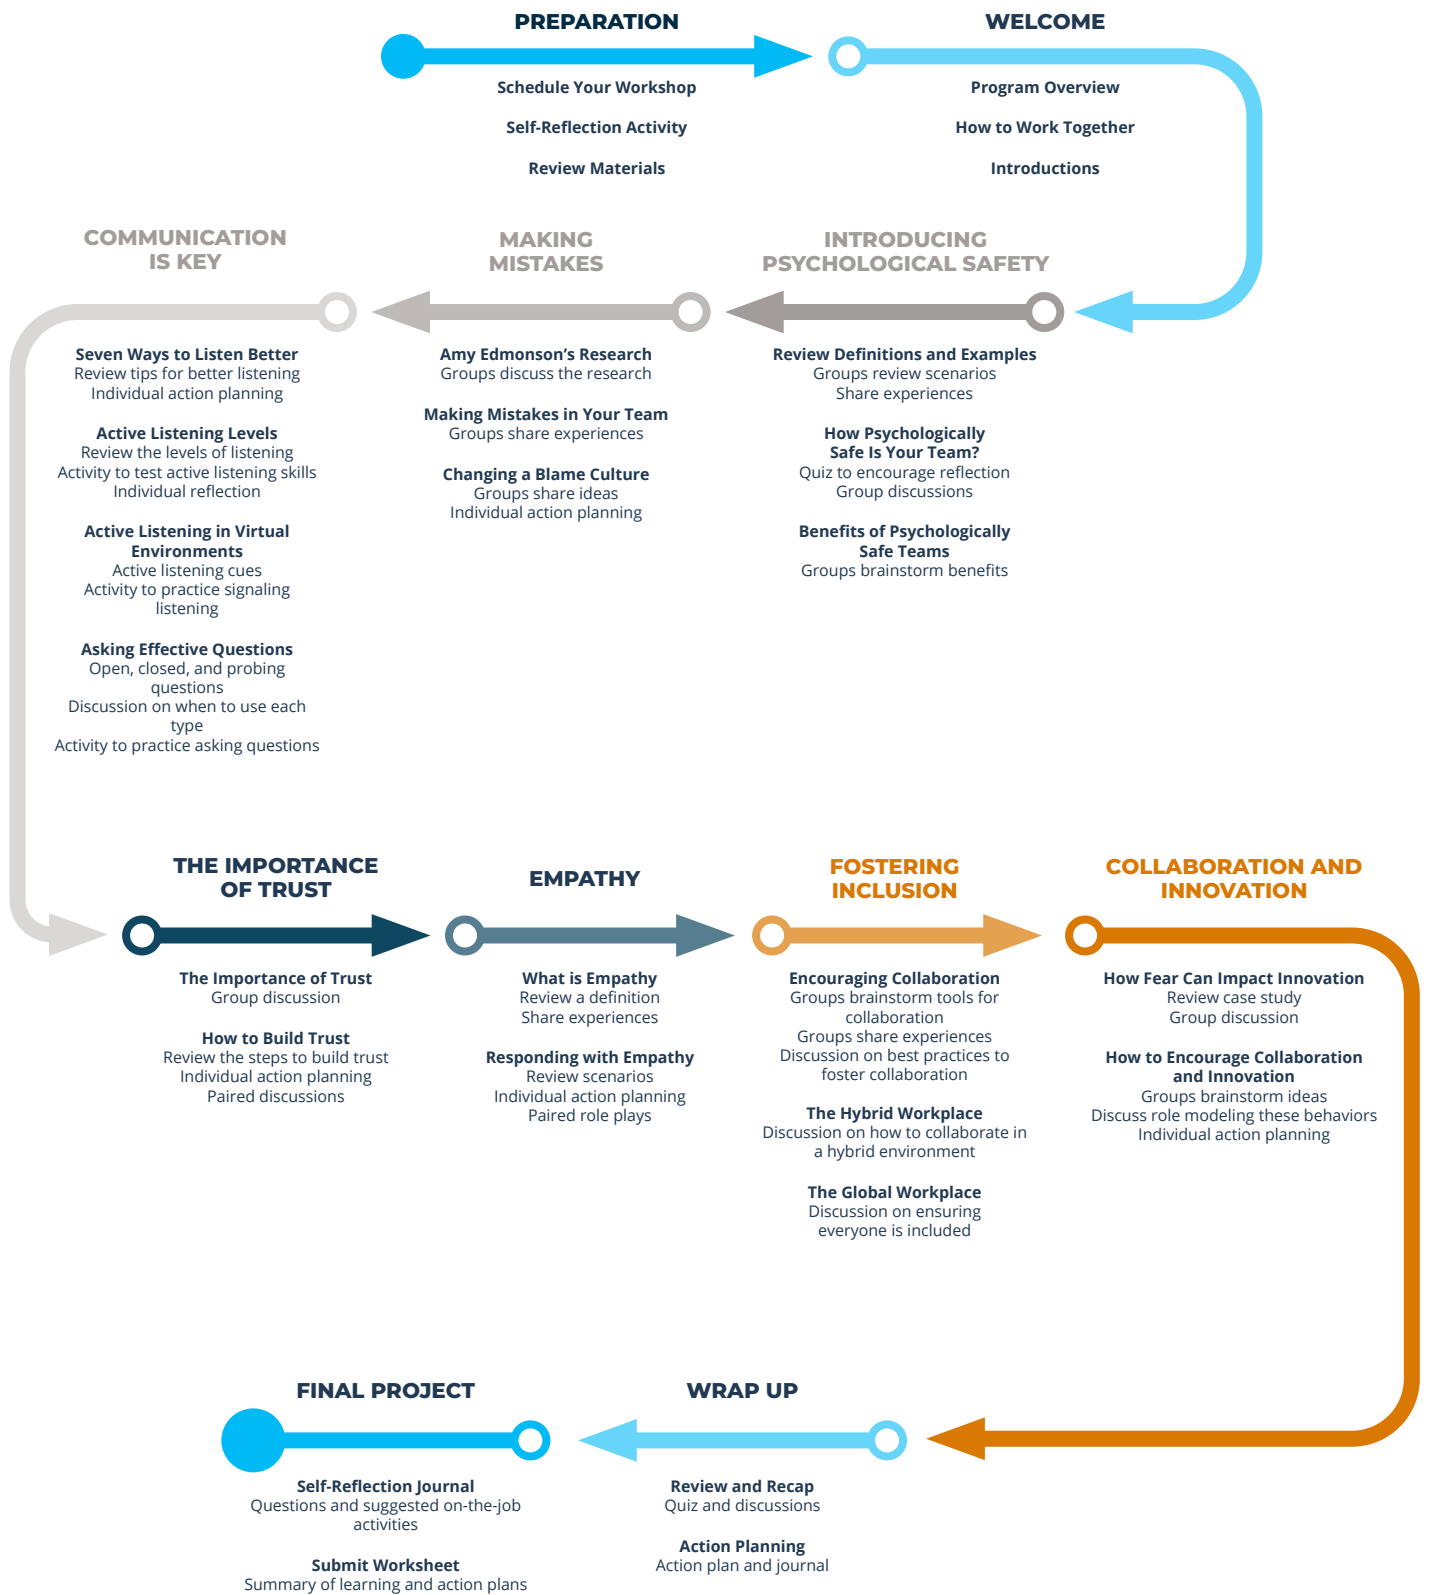 PREPARATION
Schedule Your Workshop
Self-Reflection Activity
Review Materials
WELCOME
Program Overview
How to Work Together
Introductions
INTRODUCING
PSYCHOLOGICAL SAFETY
Review Definitions and Examples
Groups review scenarios
Share experiences
How Psychologically
Safe Is Your Team?
Quiz to encourage reflection
Group discussions
Benefits of Psychologically
Safe Teams
Groups brainstorm benefits
MAKING
MISTAKES
Amy Edmonson’s Research
Groups discuss the research
Making Mistakes in Your Team
Groups share experiences
Changing a Blame Culture
Groups share ideas
Individual action planning
COMMUNICATION
IS KEY
Seven Ways to Listen Better
Review tips for better listening
Individual action planning
Active Listening Levels
Review the levels of listening
Activity to test active listening skills
Individual reflection
Active Listening in Virtual
Environments
Active listening cues
Activity to practice signaling
listening
Asking Effective Questions
Open, closed, and probing
questions
Discussion on when to use each
type
Activity to practice asking questions
THE IMPORTANCE
OF TRUST
The Importance of Trust
Group discussion
How to Build Trust
Review the steps to build trust
Individual action planning
Paired discussions
EMPATHY
What is Empathy
Review a definition
Share experiences
Responding with Empathy
Review scenarios
Individual action planning
Paired role plays
FOSTERING
INCLUSION
Encouraging Collaboration
Groups brainstorm tools for
collaboration
Groups share experiences
Discussion on best practices to
foster collaboration
The Hybrid Workplace
Discussion on how to collaborate in
a hybrid environment
The Global Workplace
Discussion on ensuring
everyone is included
COLLABORATION AND
INNOVATION
How Fear Can Impact Innovation
Review case study
Group discussion
How to Encourage Collaboration
and Innovation
Groups brainstorm ideas
Discuss role modeling these behaviors
Individual action planning
WRAP UP
Review and Recap
Quiz and discussions
Action Planning
Action plan and journal
FINAL PROJECT
Self-Reflection Journal
Questions and suggested on-the-job
activities
Submit Worksheet
Summary of learning and action plans